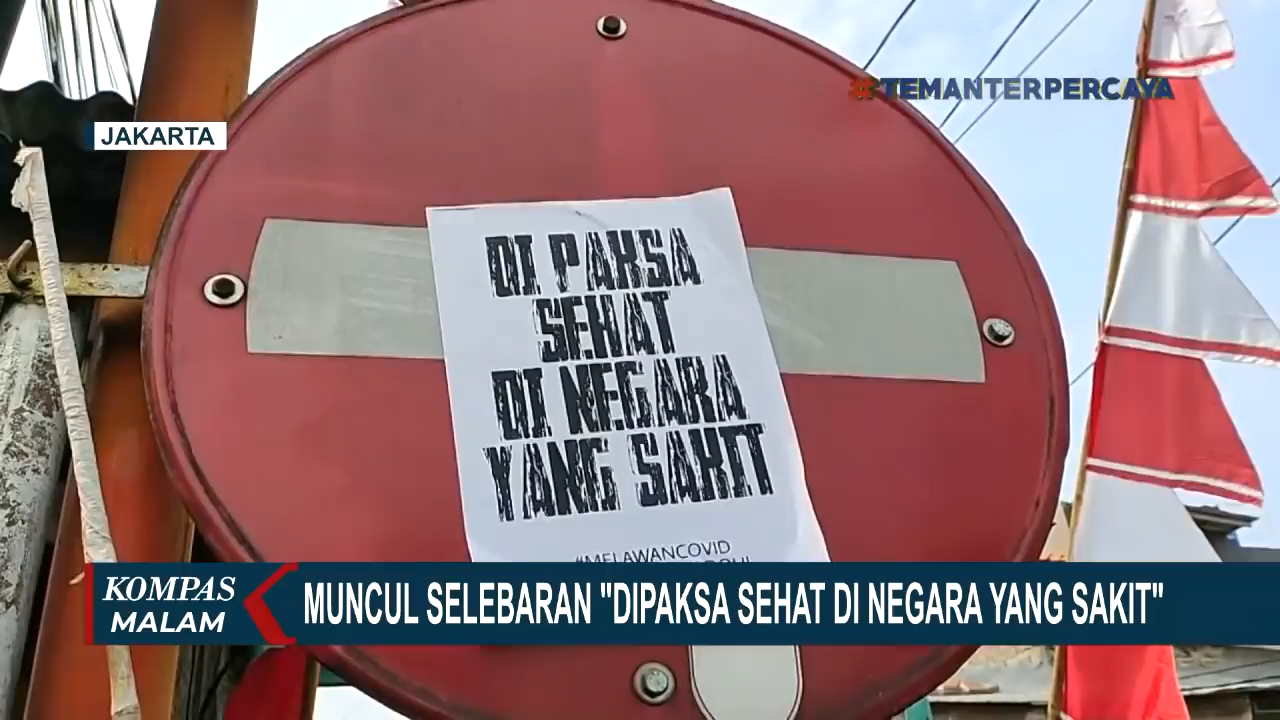 #TEMANTERPERCAYA
JAKARTA
DI PAKSA
SEHAT
DI NEGARA
YANG SAKIT
#MELAWANCOVID
KOMPAS
MALAM
MUNCUL SELEBARAN "DIPAKSA SEHAT DI NEGARA YANG SAKIT"